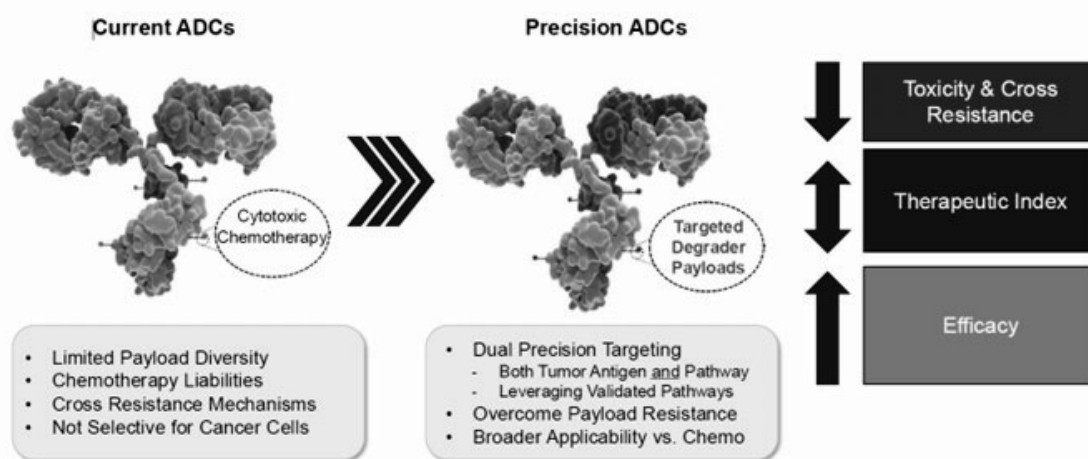 Current ADCs
Cytotoxic
Chemotherapy
• Limited Payload Diversity
• Chemotherapy Liabilities
• Cross Resistance Mechanisms
• Not Selective for Cancer Cells
Precision ADCs
Targeted
Degrader
Payloads
• Dual Precision Targeting
- Both Tumor Antigen and Pathway
- Leveraging Validated Pathways
• Overcome Payload Resistance
• Broader Applicability vs. Chemo
Toxicity & Cross
Resistance
Therapeutic Index
Efficacy